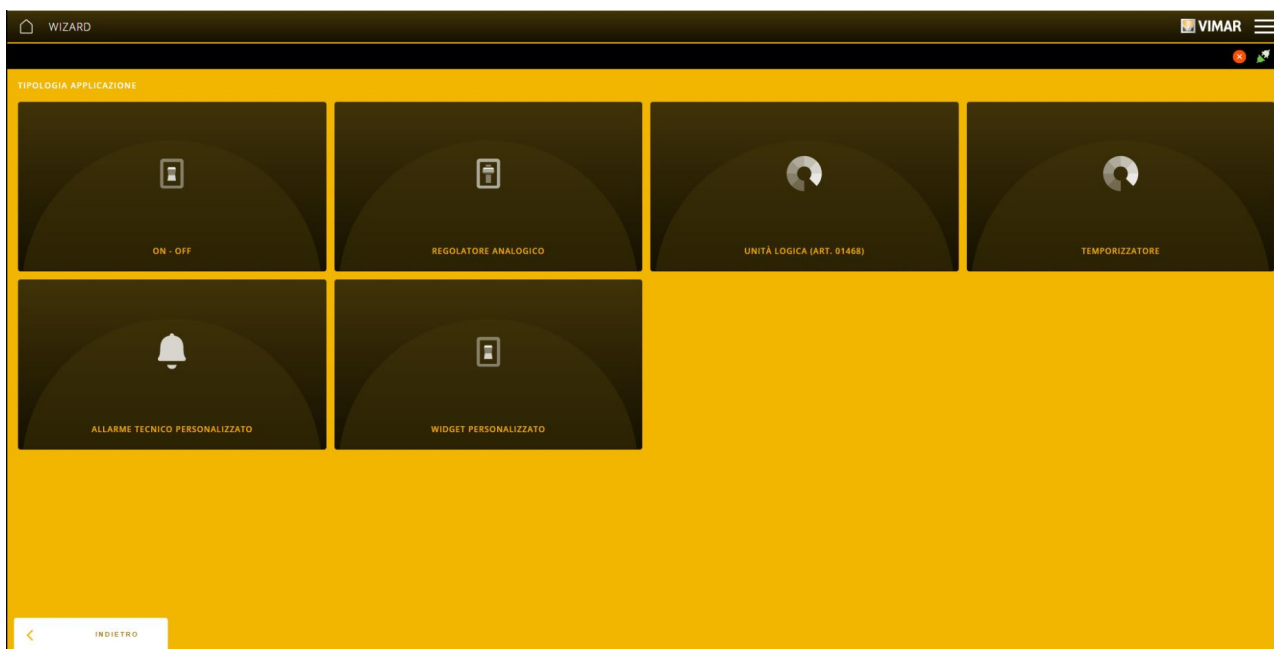 WIZARD
VIMAR
TIPOLOGIA APPLICAZIONE
ON - OFF
REGOLATORE ANALOGICO
UNITÀ LOGICA (ART. 01468)
TEMPORIZZATORE
ALLARME TECNICO PERSONALIZZATO
WIDGET PERSONALIZZATO
INDIETRO